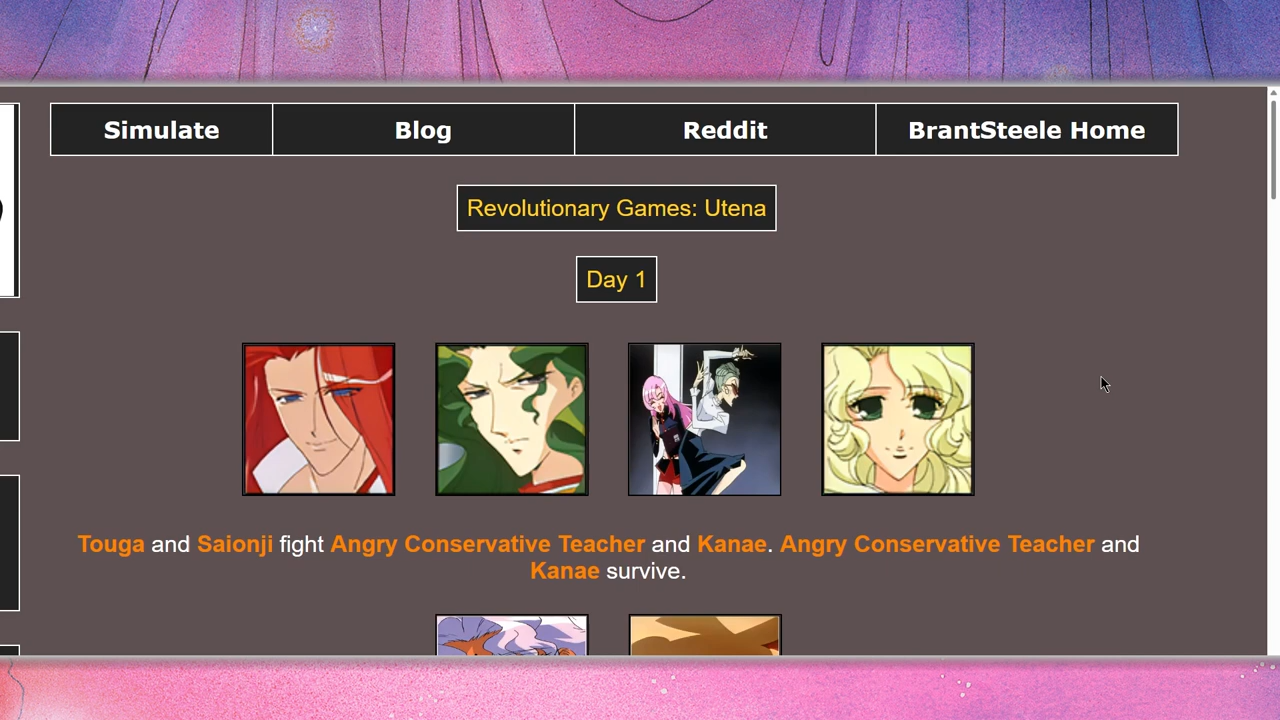 Simulate Blog Reddit BrantSteele Home
Revolutionary Games: Utena
Day 1
Touga and Saionji fight Angry Conservative Teacher and Kanae. Angry Conservative Teacher and
Kanae survive.